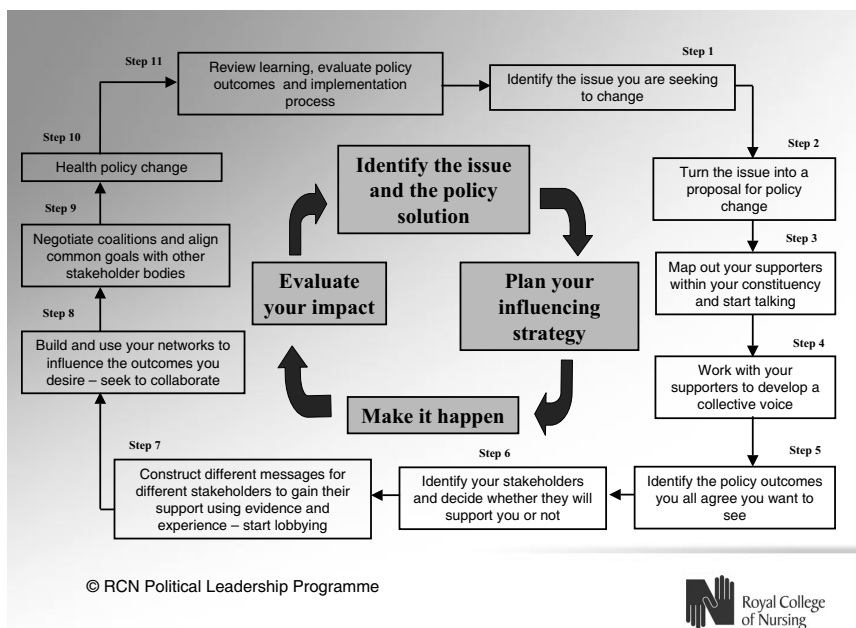 Step 1
Identify the issue you are seeking
to change
Step 2
Turn the issue into a
proposal for policy
change
Step 3
Map out your supporters
within your constituency
and start talking
Step 4
Work with your
supporters to develop a
collective voice
Step 5
Identify the policy outcomes
you all agree you want to
see
Step 6
Identify your stakeholders
and decide whether they will
support you or not
Step 7
Construct different messages for
different stakeholders to gain their
support using evidence and
experience – start lobbying
Step 8
Build and use your networks to
influence the outcomes you
desire – seek to collaborate
Step 9
Negotiate coalitions and align
common goals with other
stakeholder bodies
Step 10
Health policy change
Step 11
Review learning, evaluate policy
outcomes and implementation
process
Identify the issue
and the policy
solution
Plan your
influencing
strategy
Make it happen
Evaluate
your impact
© RCN Political Leadership Programme
Royal College
of Nursing